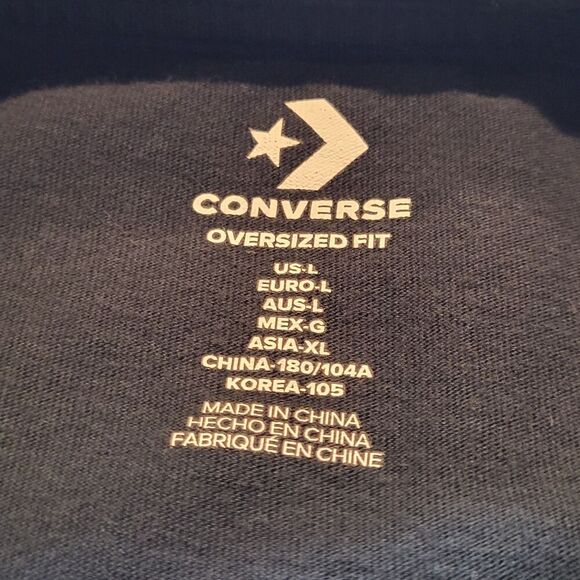 CONVERSE
OVERSIZED FIT
US-L
EURO-L
AUS-L
MEX-G
ASIA-XL
CHINA-180/104A
KOREA-105
MADE IN CHINA
HECHO EN CHINA
FABRIQUÉ EN CHINE